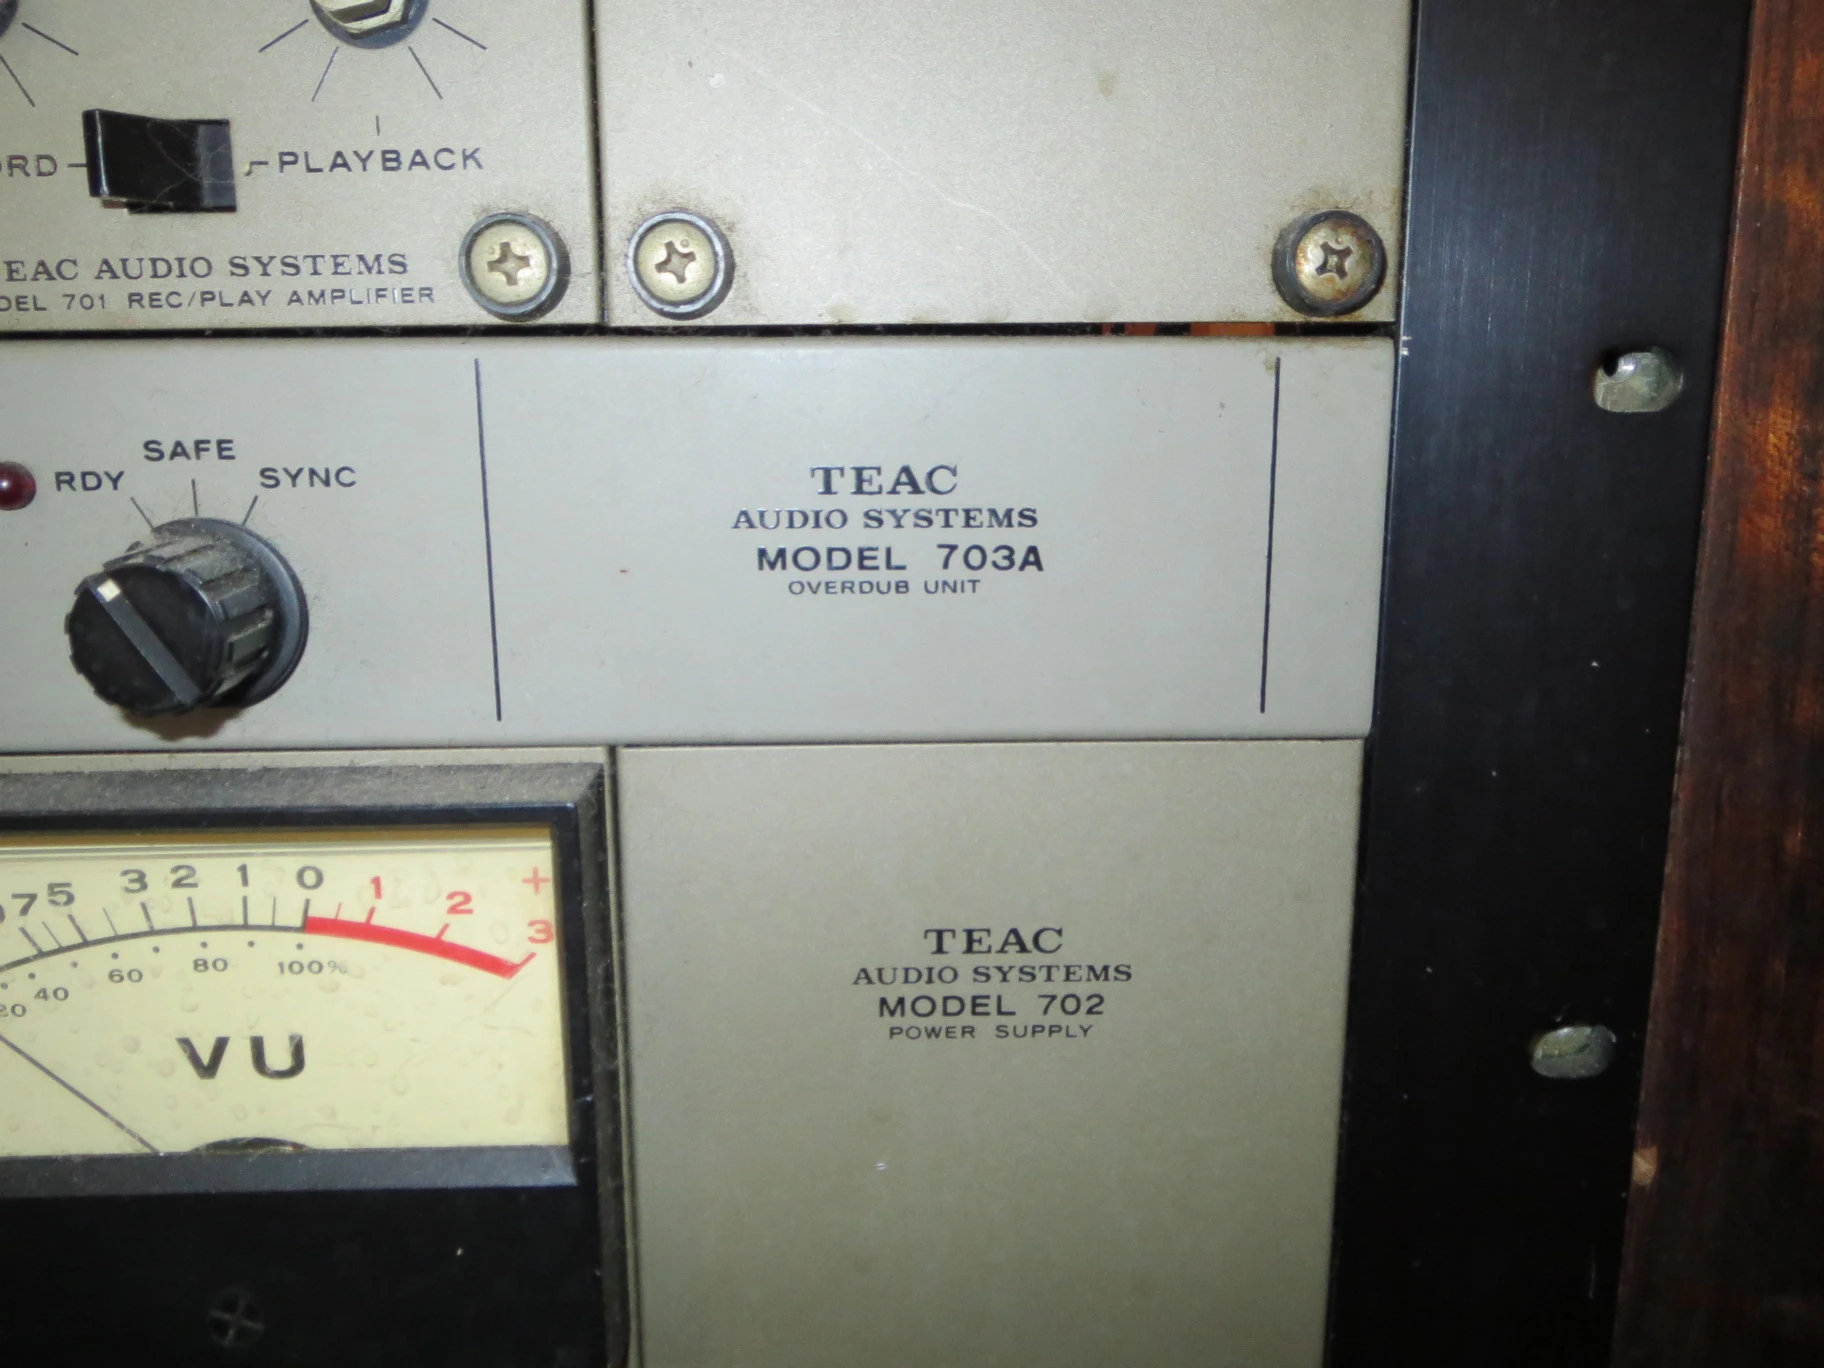 PLAYBACK
EAC AUDIO SYSTEMS
DEL 701 REC/PLAY AMPLIFIER
SAFE
RDY SYNC
TEAC
AUDIO SYSTEMS
MODEL 703A
OVERDUB UNIT
7 5 3 2 1 0 1 2 3 +
20 40 60 80 100%
VU
TEAC
AUDIO SYSTEMS
MODEL 702
POWER SUPPLY